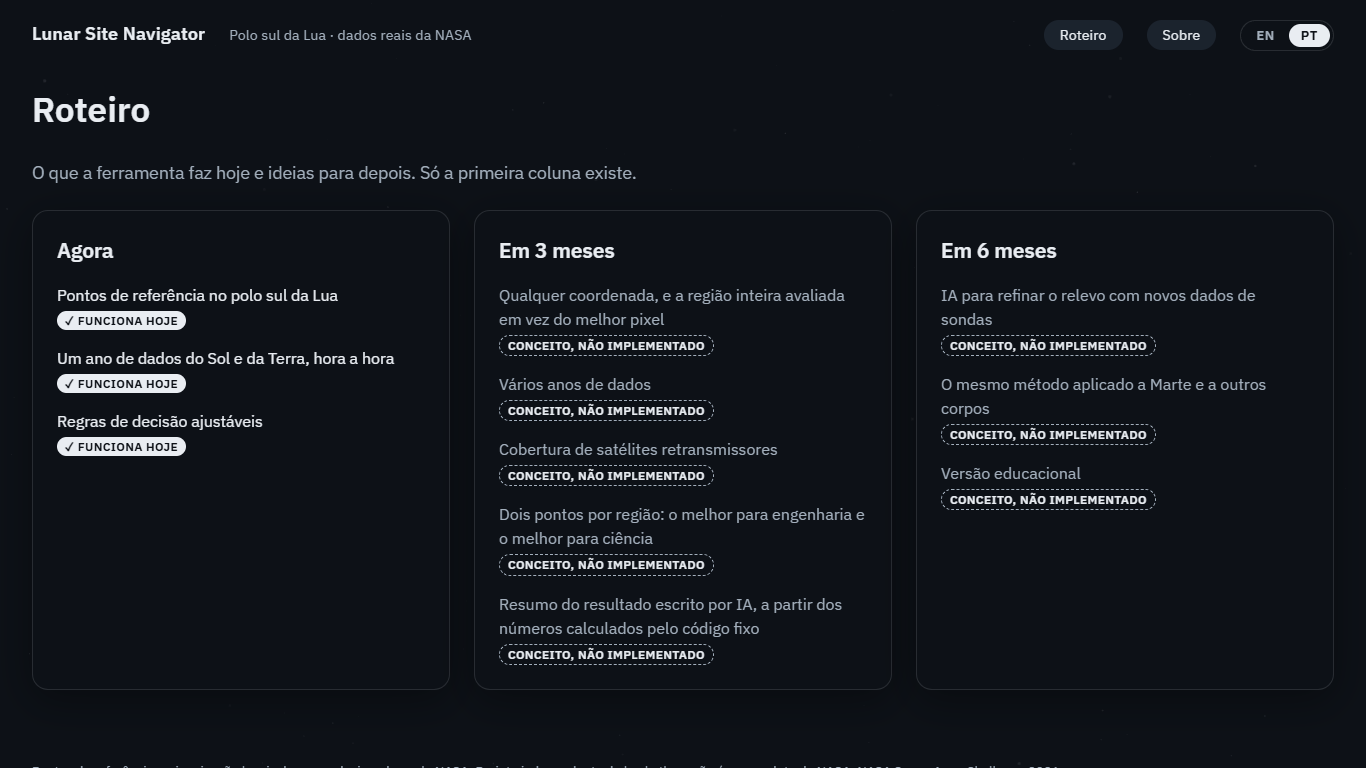 Lunar Site Navigator
Polo sul da Lua · dados reais da NASA
Roteiro
Sobre
EN
PT
Roteiro
O que a ferramenta faz hoje e ideias para depois. Só a primeira coluna existe.
Agora
Pontos de referência no polo sul da Lua
✓ FUNCIONA HOJE
Um ano de dados do Sol e da Terra, hora a hora
✓ FUNCIONA HOJE
Regras de decisão ajustáveis
✓ FUNCIONA HOJE
Em 3 meses
Qualquer coordenada, e a região inteira avaliada
em vez do melhor pixel
CONCEITO, NÃO IMPLEMENTADO
Vários anos de dados
CONCEITO, NÃO IMPLEMENTADO
Cobertura de satélites retransmissores
CONCEITO, NÃO IMPLEMENTADO
Dois pontos por região: o melhor para engenharia e
o melhor para ciência
CONCEITO, NÃO IMPLEMENTADO
Resumo do resultado escrito por IA, a partir dos
números calculados pelo código fixo
CONCEITO, NÃO IMPLEMENTADO
Em 6 meses
IA para refinar o relevo com novos dados de
sondas
CONCEITO, NÃO IMPLEMENTADO
O mesmo método aplicado a Marte e a outros
corpos
CONCEITO, NÃO IMPLEMENTADO
Versão educacional
CONCEITO, NÃO IMPLEMENTADO